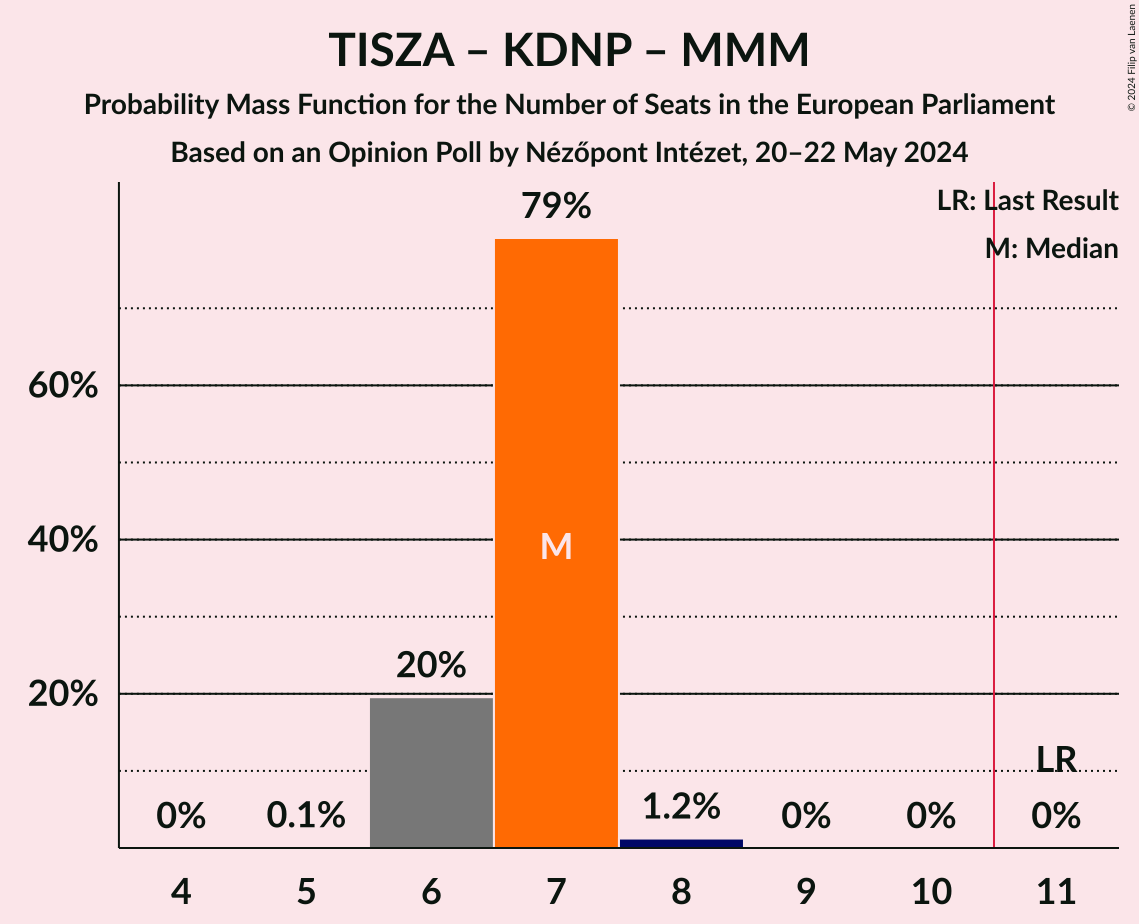 TISZA – KDNP – MMM
Probability Mass Function for the Number of Seats in the European Parliament
Based on an Opinion Poll by Nézőpont Intézet, 20–22 May 2024
© 2024 Filip van Laenen
LR: Last Result
M: Median
79%
60%
40%
M
20%
20%
LR
0%
0.1%
1.2%
0%
0%
0%
4
5
6
7
8
9
10
11